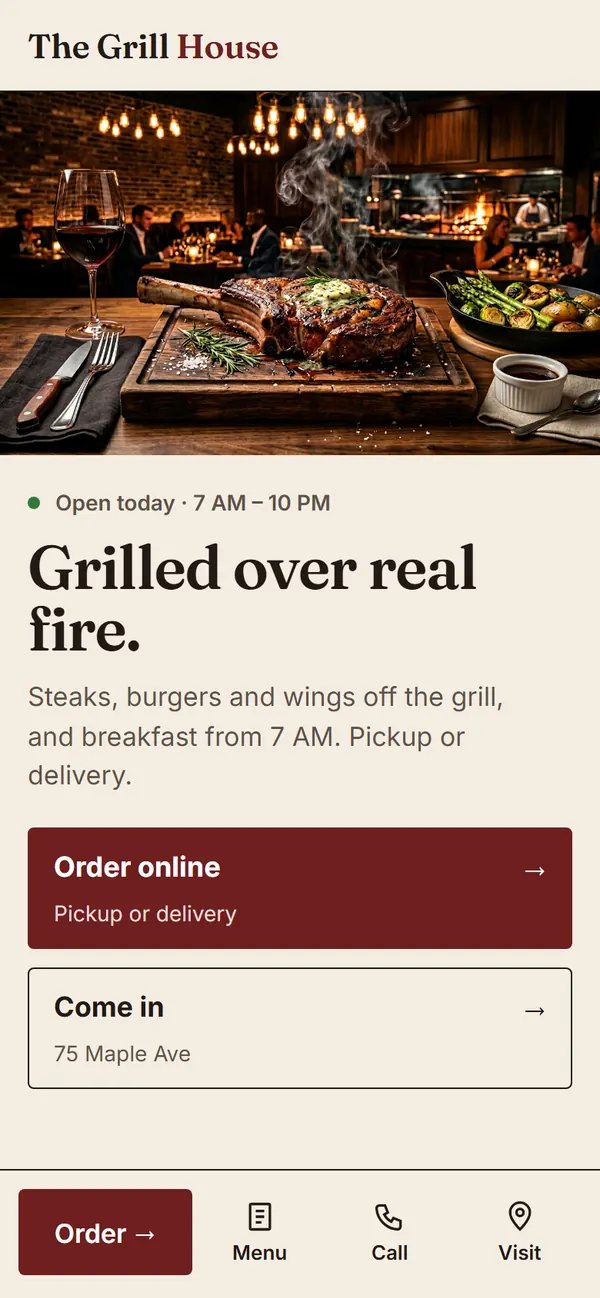 The Grill House
Open today · 7 AM – 10 PM
Grilled over real
fire.
Steaks, burgers and wings off the grill,
and breakfast from 7 AM. Pickup or
delivery.
Order online →
Pickup or delivery
Come in →
75 Maple Ave
Order →
Menu
Call
Visit